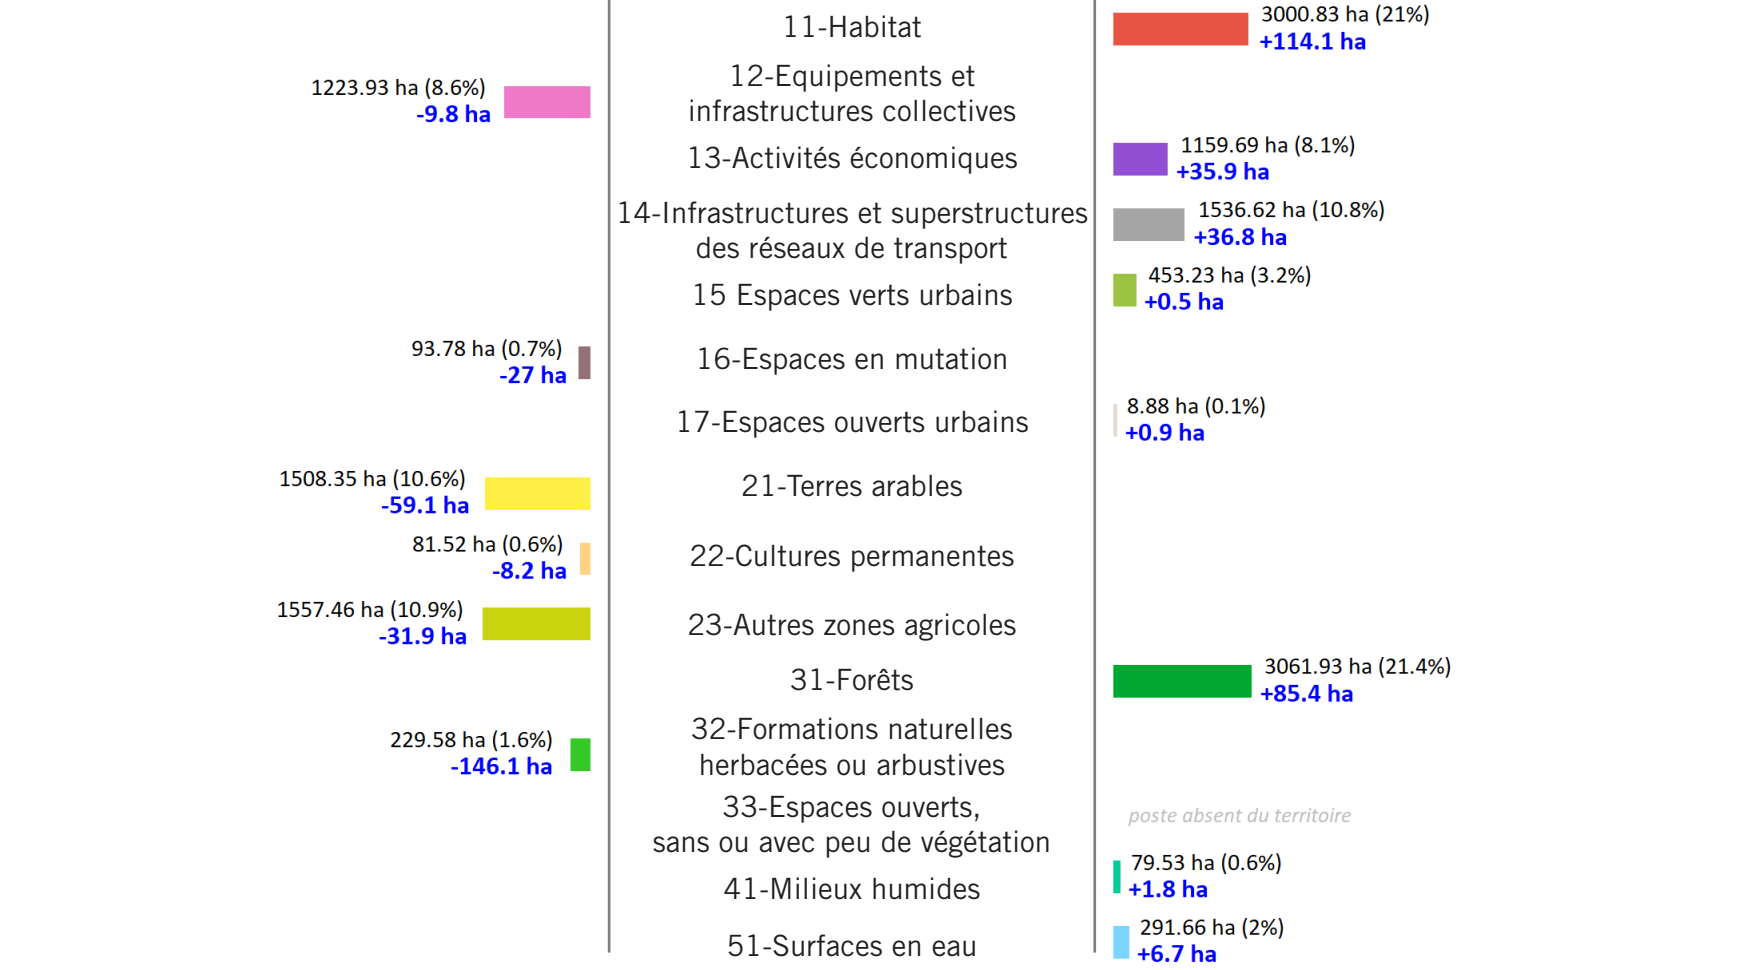 11-Habitat
3000.83 ha (21%)
+114.1 ha
1223.93 ha (8.6%)
-9.8 ha
12-Equipements et
infrastructures collectives
13-Activités économiques
1159.69 ha (8.1%)
+35.9 ha
14-Infrastructures et superstructures
des réseaux de transport
1536.62 ha (10.8%)
+36.8 ha
15 Espaces verts urbains
453.23 ha (3.2%)
+0.5 ha
93.78 ha (0.7%)
-27 ha
16-Espaces en mutation
17-Espaces ouverts urbains
8.88 ha (0.1%)
+0.9 ha
1508.35 ha (10.6%)
-59.1 ha
21-Terres arables
81.52 ha (0.6%)
-8.2 ha
22-Cultures permanentes
1557.46 ha (10.9%)
-31.9 ha
23-Autres zones agricoles
31-Forêts
3061.93 ha (21.4%)
+85.4 ha
229.58 ha (1.6%)
-146.1 ha
32-Formations naturelles
herbacées ou arbustives
33-Espaces ouverts,
sans ou avec peu de végétation
poste absent du territoire
41-Milieux humides
79.53 ha (0.6%)
+1.8 ha
51-Surfaces en eau
291.66 ha (2%)
+6.7 ha